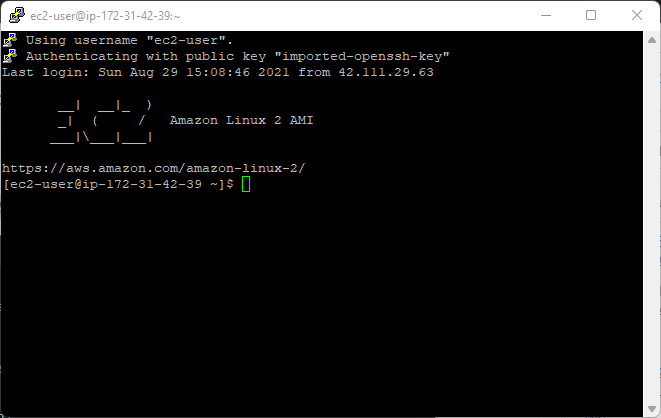 ec2-user@ip-172-31-42-39:~
Using username "ec2-user".
Authenticating with public key "imported-openssh-key"
Last login: Sun Aug 29 15:08:46 2021 from 42.111.29.63
       __|  __|_  )
       _|  (     /   Amazon Linux 2 AMI
      ___|\___|___|
https://aws.amazon.com/amazon-linux-2/
[ec2-user@ip-172-31-42-39 ~]$